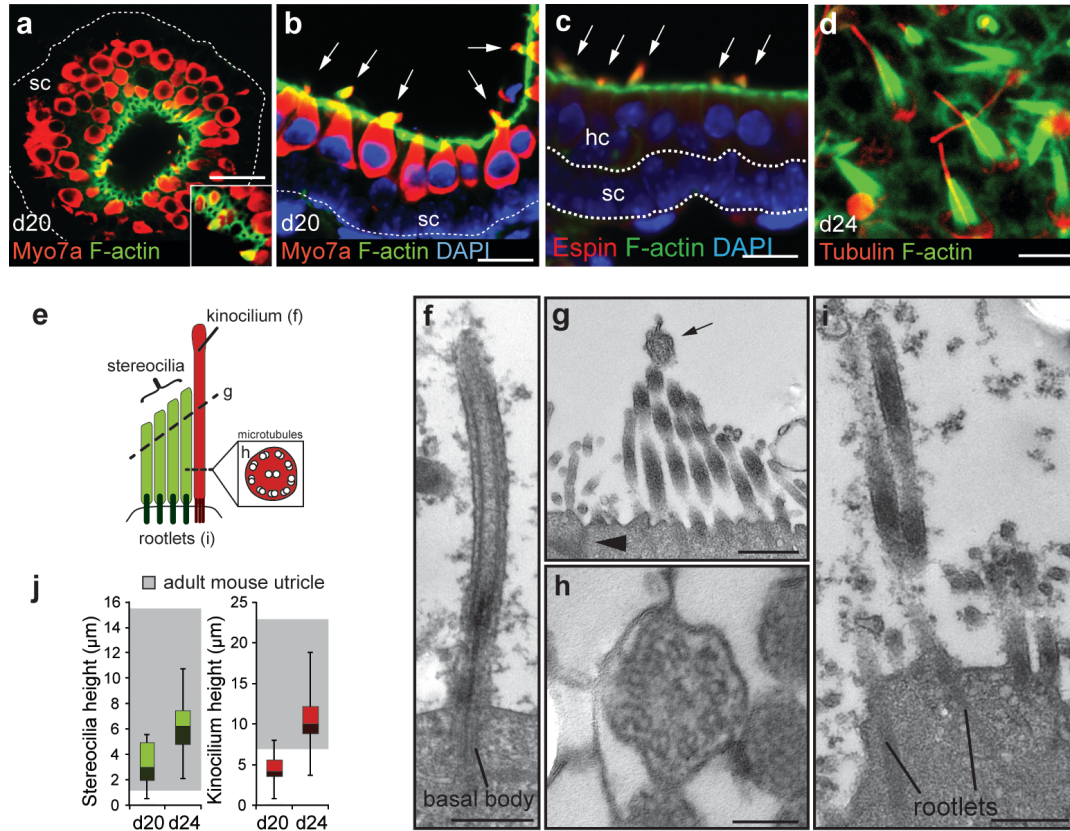 a
sc
d20
Myo7a F-actin
b
d20
sc
Myo7a F-actin DAPI
c
hc
sc
Espin F-actin DAPI
d
d24
Tubulin F-actin
e
kinocilium (f)
stereocilia
g
microtubules
h
rootlets (i)
f
basal body
g
h
i
rootlets
j
adult mouse utricle
Stereocilia height (µm)
16
14
12
10
8
6
4
2
0
d20 d24
Kinocilium height (µm)
25
20
15
10
5
0
d20 d24